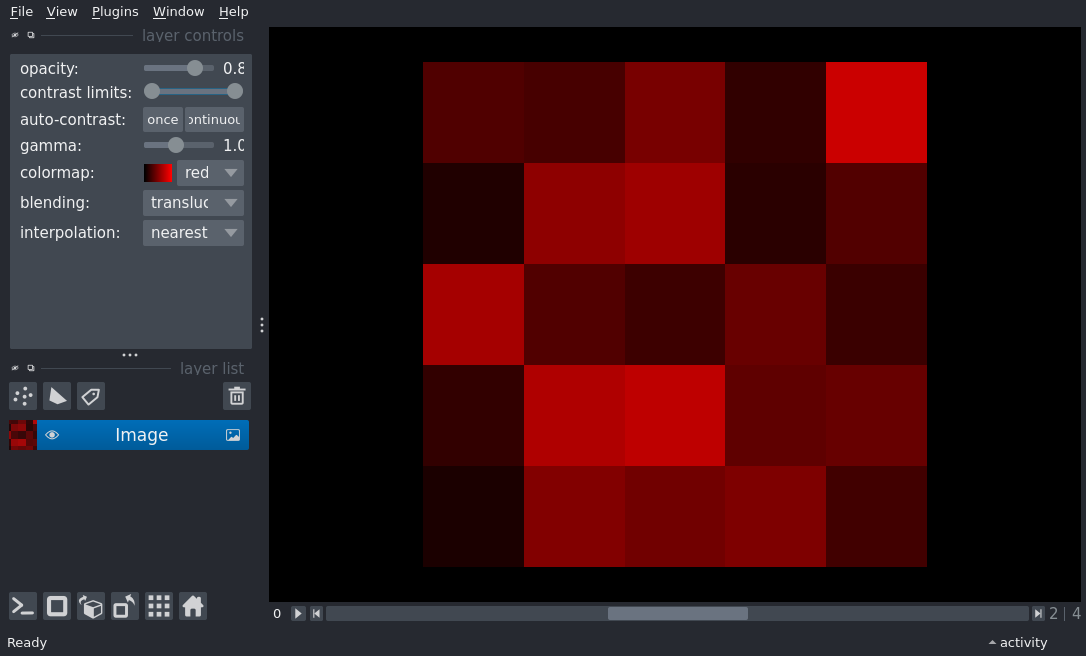 File View Plugins Window Help
layer controls
opacity: 0.8
contrast limits:
auto-contrast: once ontinuou
gamma: 1.0
colormap: red
blending: transluc
interpolation: nearest
layer list
Image
0 2 | 4
Ready activity